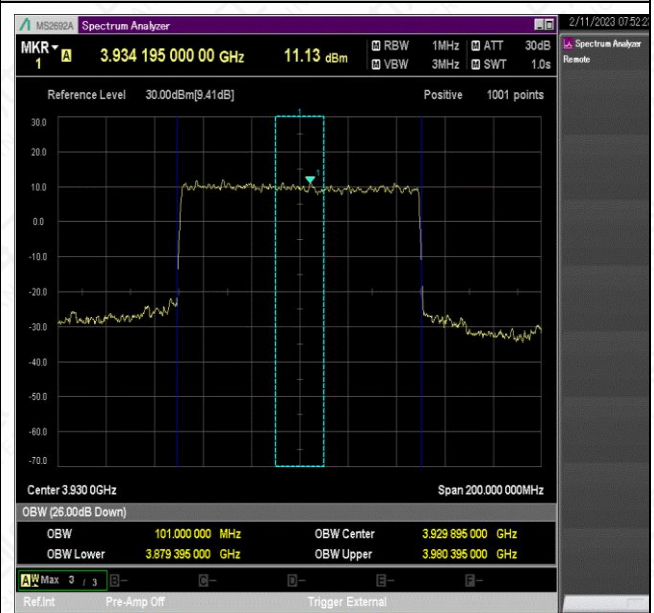 MS2692A Spectrum Analyzer 2/11/2023 07:52:2
MKR 1 A 3.934 195 000 00 GHz 11.13 dBm M RBW 1MHz M ATT 30dB
M VBW 3MHz M SWT 1.0s
Spectrum Analyzer
Remote
Reference Level 30.00dBm[9.41dB] Positive 1001 points
1
30.0
20.0
1
10.0
0.0
-10.0
-20.0
-30.0
-40.0
-50.0
-60.0
-70.0
Center 3.930 0GHz Span 200.000 000MHz
OBW (26.00dB Down)
OBW 101.000 000 MHz OBW Center 3.929 895 000 GHz
OBW Lower 3.879 395 000 GHz OBW Upper 3.980 395 000 GHz
A W Max 3 / 3 B- C- D- E- F-
Ref.Int Pre-Amp Off Trigger External